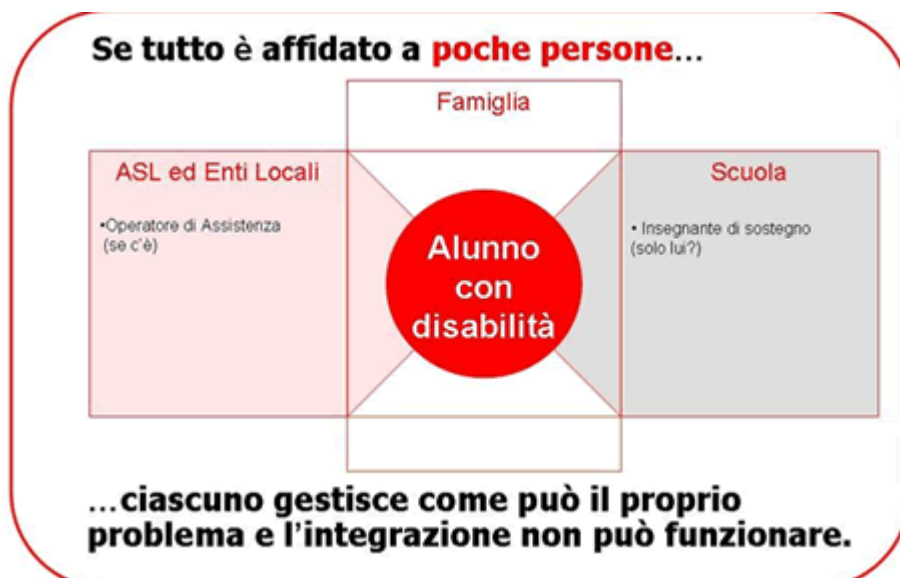 Se tutto è affidato a poche persone...
Famiglia
ASL ed Enti Locali
•Operatore di Assistenza
(se c'è)
Alunno
con
disabilità
Scuola
• Insegnante di sostegno
(solo lui?)
...ciascuno gestisce come può il proprio
problema e l'integrazione non può funzionare.